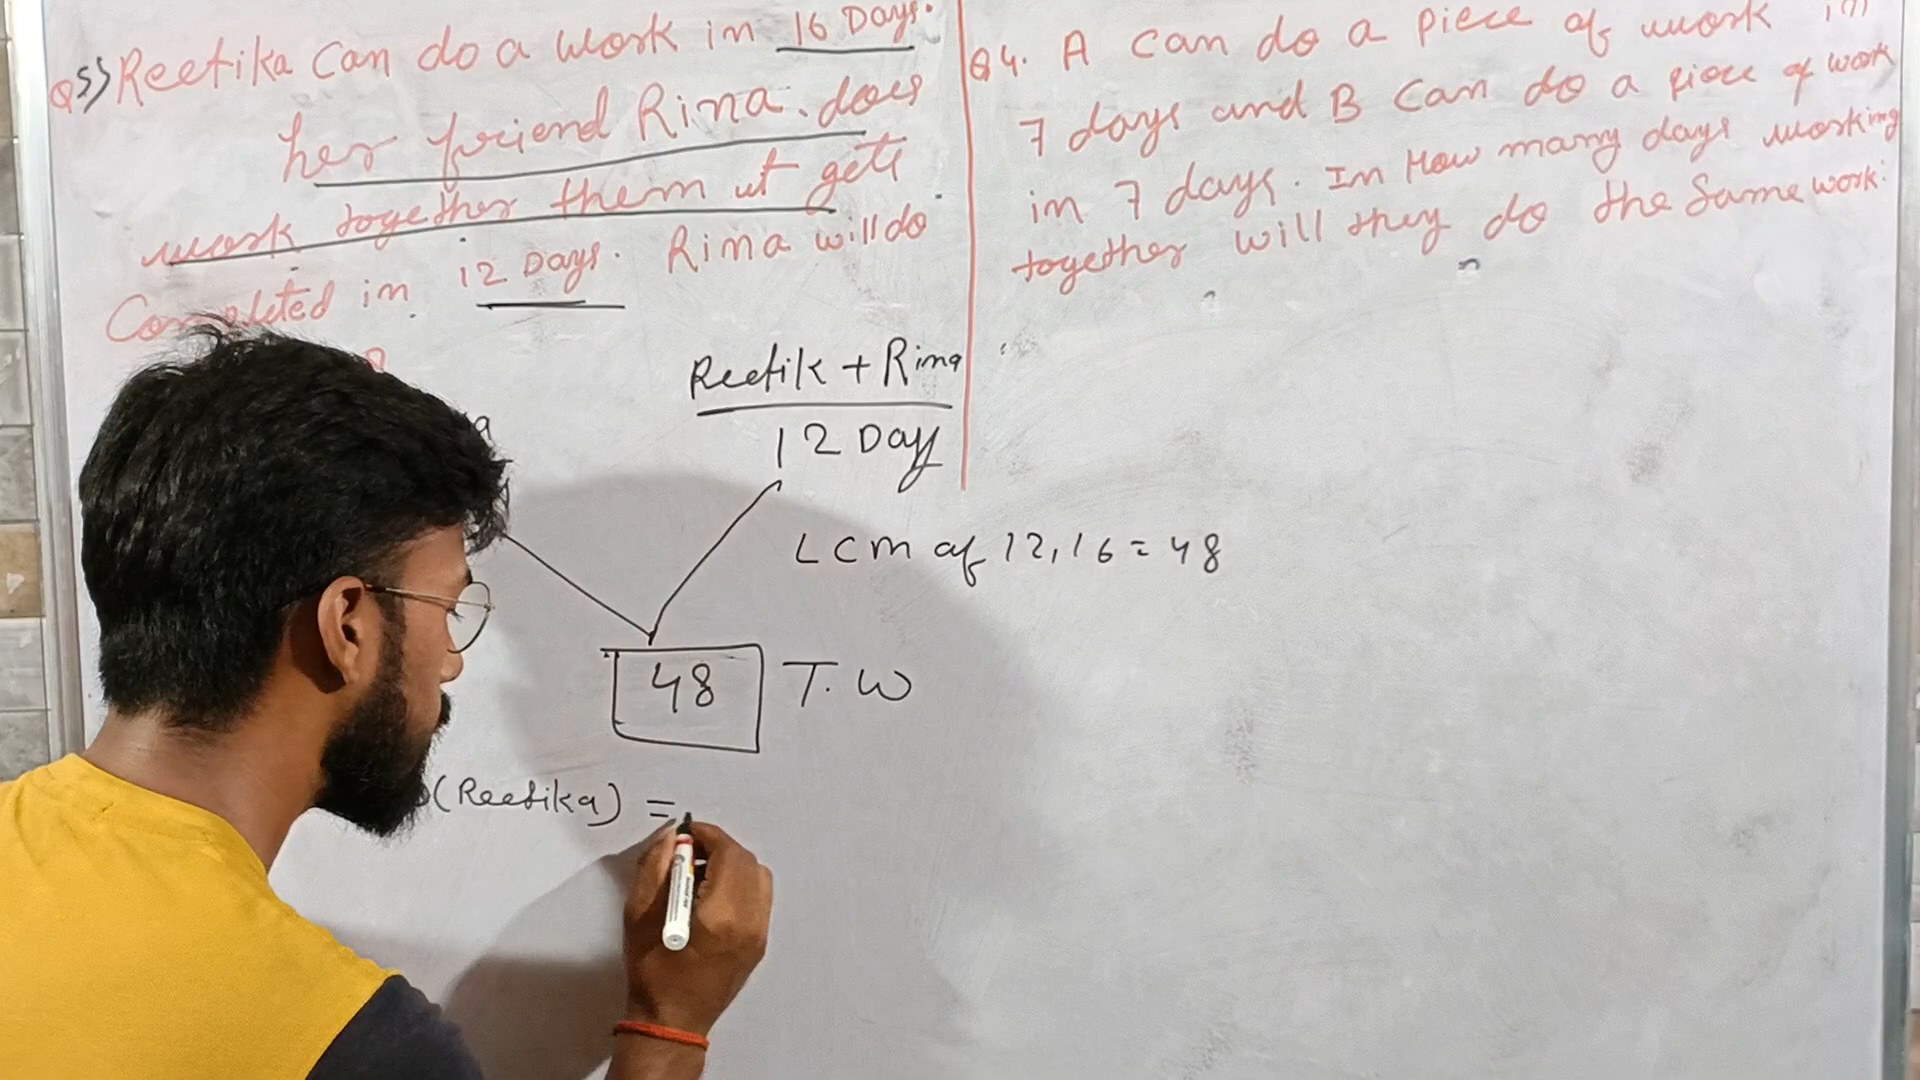 Q5) Reetika Can do a work in 16 Days.
her friend Rina. does
work together them ut gets
Completed in 12 Days. Rima will do
Reetik + Rina
12 Day
LCM of 12,16 = 48
48 T.W
(Reetika) =
Q4. A can do a piece of work in
7 days and B Can do a piece of work
in 7 days. In How many days working
together will they do the Same work.